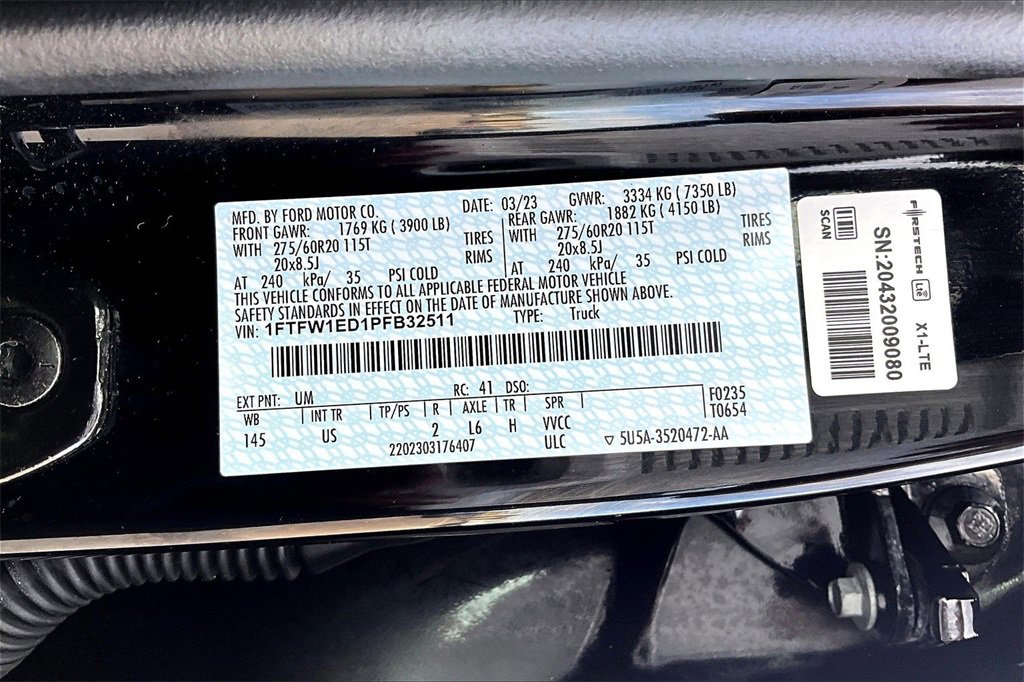 MFD. BY FORD MOTOR CO.
DATE: 03/23 GVWR: 3334 KG ( 7350 LB)
FRONT GAWR: 1769 KG ( 3900 LB)
REAR GAWR: 1882 KG ( 4150 LB)
WITH 275/60R20 115T TIRES
WITH 275/60R20 115T TIRES
20x8.5J RIMS
20x8.5J RIMS
AT 240 kPa/ 35 PSI COLD
AT 240 kPa/ 35 PSI COLD
THIS VEHICLE CONFORMS TO ALL APPLICABLE FEDERAL MOTOR VEHICLE
SAFETY STANDARDS IN EFFECT ON THE DATE OF MANUFACTURE SHOWN ABOVE.
VIN: 1FTFW1ED1PFB32511 TYPE: Truck
EXT PNT: UM RC: 41 DSO:
WB INT TR TP/PS R AXLE TR SPR F0235
145 US 2 L6 H VVCC T0654
2202303176407 ULC ▽ 5U5A-3520472-AA
SCAN
FIRSTECH LTE X1-LTE
SN:20432009080